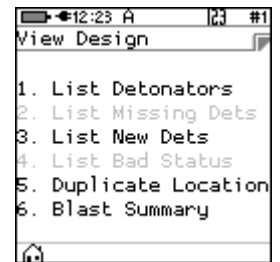 12:23 A 123 #1
View Design
1. List Detonators
2. List Missing Dets
3. List New Dets
4. List Bad Status
5. Duplicate Location
6. Blast Summary